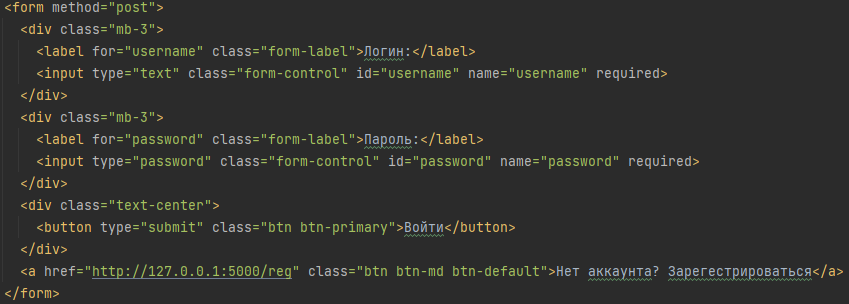 <form method="post">
<div class="mb-3">
<label for="username" class="form-label">Логин:</label>
<input type="text" class="form-control" id="username" name="username" required>
</div>
<div class="mb-3">
<label for="password" class="form-label">Пароль:</label>
<input type="password" class="form-control" id="password" name="password" required>
</div>
<div class="text-center">
<button type="submit" class="btn btn-primary">Войти</button>
</div>
<a href="http://127.0.0.1:5000/reg" class="btn btn-md btn-default">Нет аккаунта? Зарегестрироваться</a>
</form>